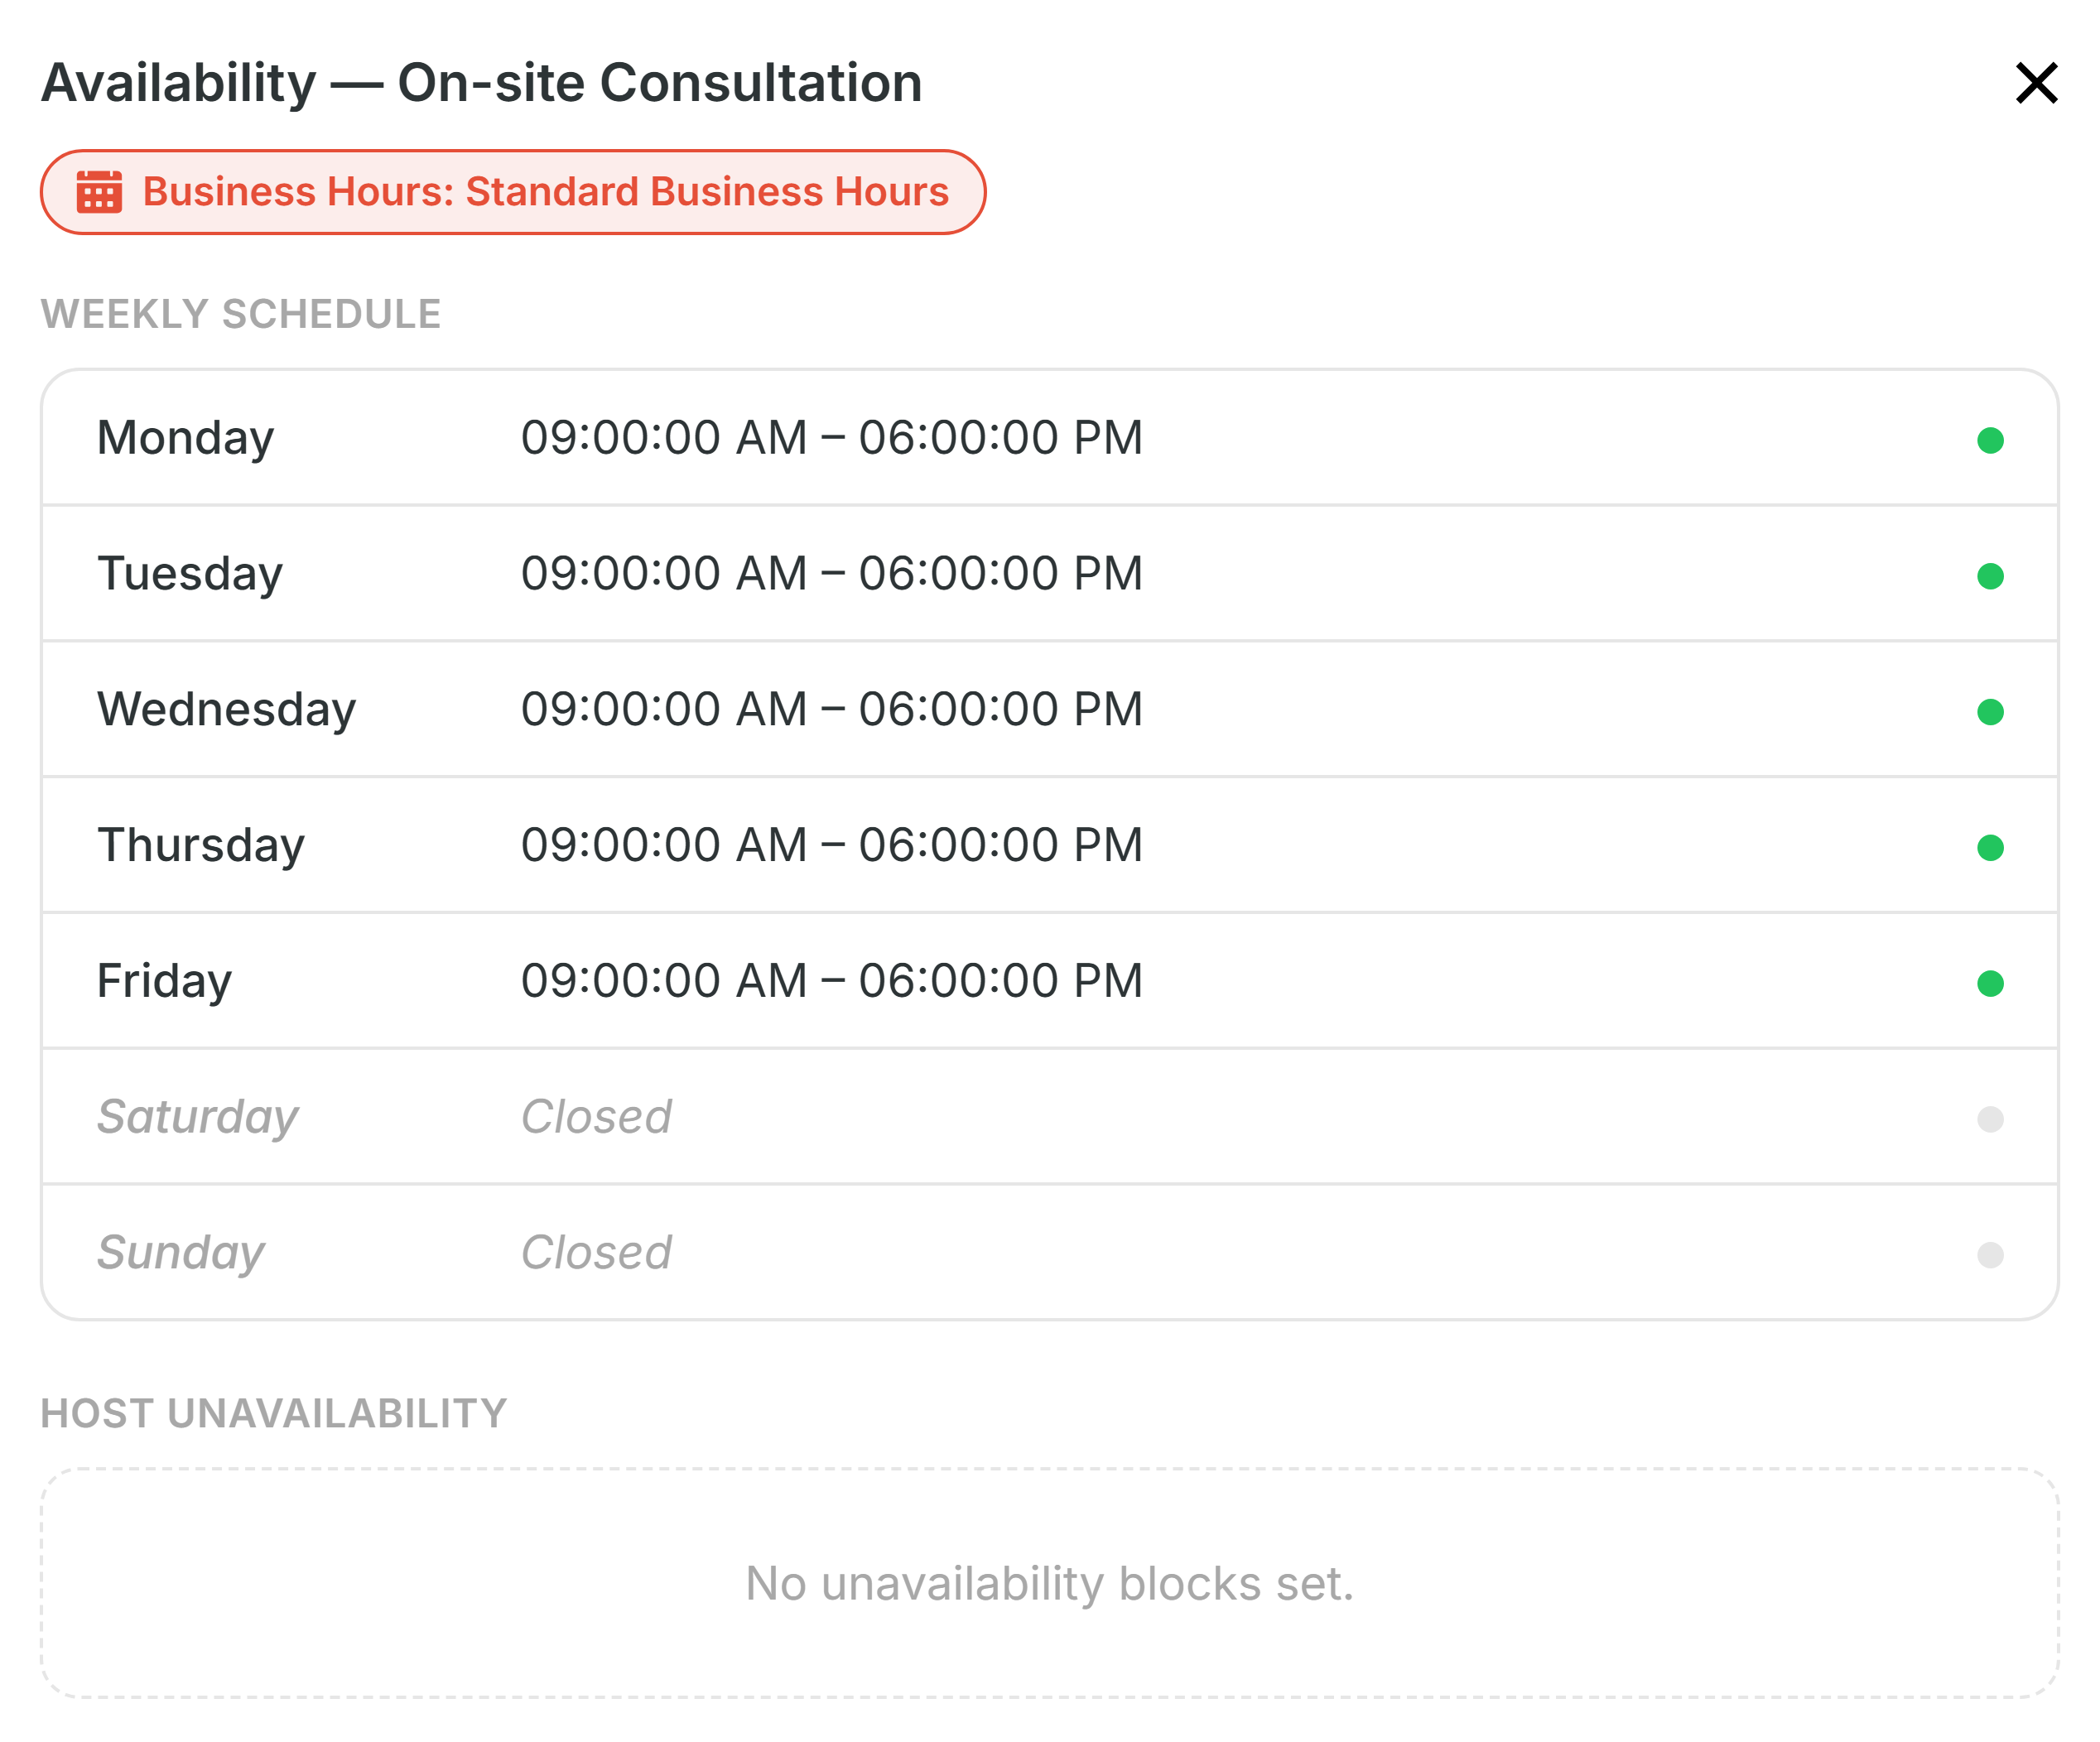 Availability — On-site Consultation
Business Hours: Standard Business Hours
WEEKLY SCHEDULE
Monday 09:00:00 AM – 06:00:00 PM
Tuesday 09:00:00 AM – 06:00:00 PM
Wednesday 09:00:00 AM – 06:00:00 PM
Thursday 09:00:00 AM – 06:00:00 PM
Friday 09:00:00 AM – 06:00:00 PM
Saturday Closed
Sunday Closed
HOST UNAVAILABILITY
No unavailability blocks set.